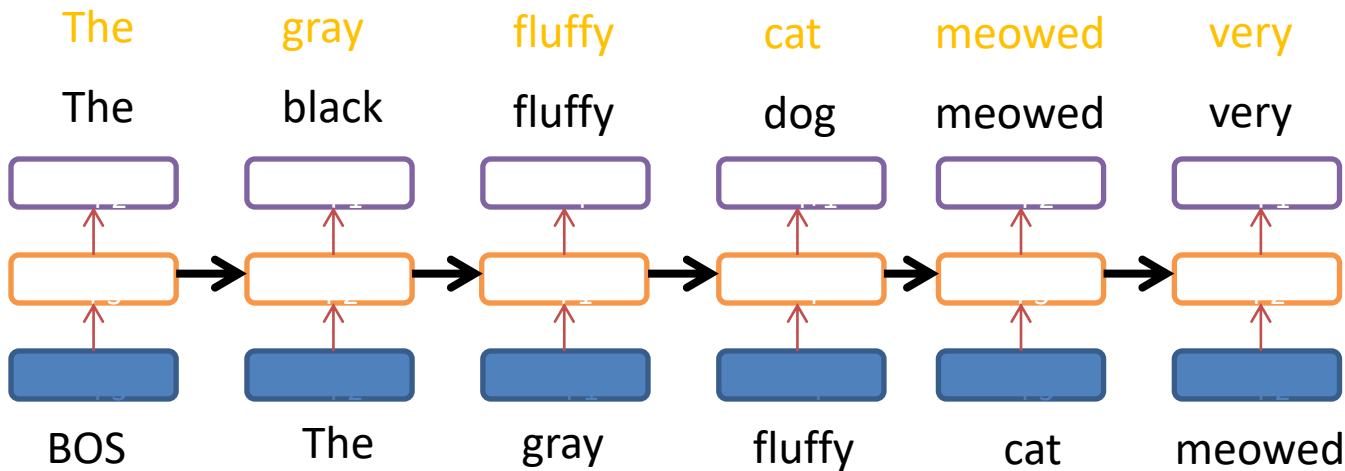 The gray fluffy cat meowed very
The black fluffy dog meowed very
BOS The gray fluffy cat meowed